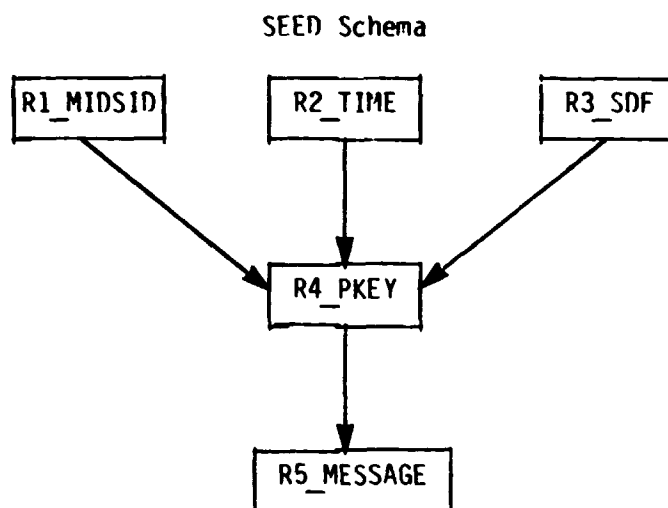 SEED Schema
R1_MIDSID
R2_TIME
R3_SDF
R4_PKEY
R5_MESSAGE